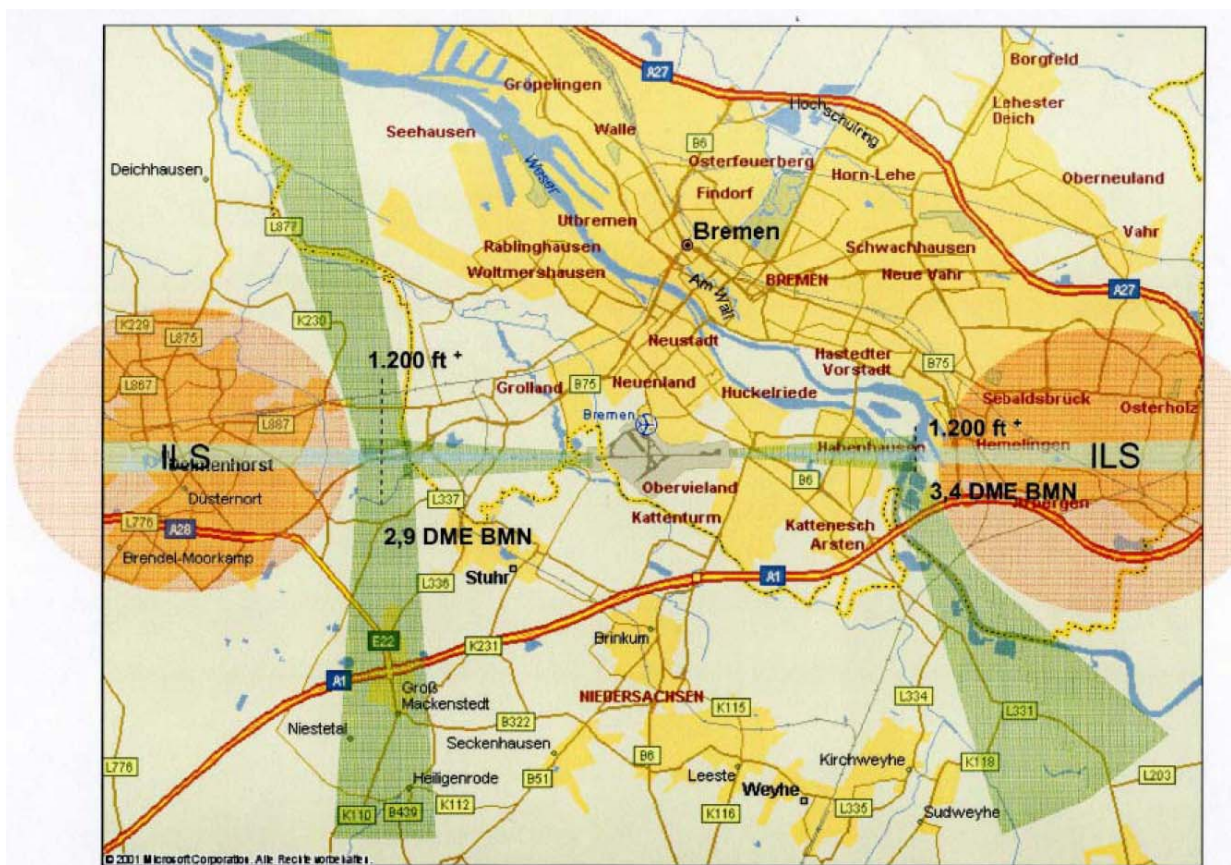 Borgfeld
A27
Gröpelingen
Hochschulring
Lehester
Deich
Seehausen
Walle
B6
Osterfeuerberg
Deichhausen
Weser
Findorf
Horn-Lehe
Oberneuland
L877
Utbremen
Bremen
Vahr
Rablinghausen
Schwachhausen
Woltmershausen
Am Wall
BREMEN
Neue Vahr
A27
K229
L875
K230
Neustadt
1.200 ft +
Hastedter
Vorstadt
B75
L867
Grolland
B75
Neuenland
Huckelriede
Sebaldsbrück
Osterholz
L887
Bremen
1.200 ft +
Habenhausen
Hemelingen
ILS
Delmenhorst
ILS
Düsternort
L337
Obervieland
B6
3,4 DME BMN
Arbergen
L776
A28
Kattenturm
Kattenesch
2,9 DME BMN
Arsten
Brendel-Moorkamp
L336
Stuhr
A1
E22
K231
Brinkum
A1
Groß
Mackenstedt
NIEDERSACHSEN
L334
L331
Niestetal
B322
K115
Seckenhausen
B6
Kirchweyhe
K118
L776
Heiligenrode
B51
Leeste
Weyhe
L203
K110
B439
K112
K116
L335
Sudweyhe
© 2001 Microsoft Corporation. Alle Rechte vorbehalten.